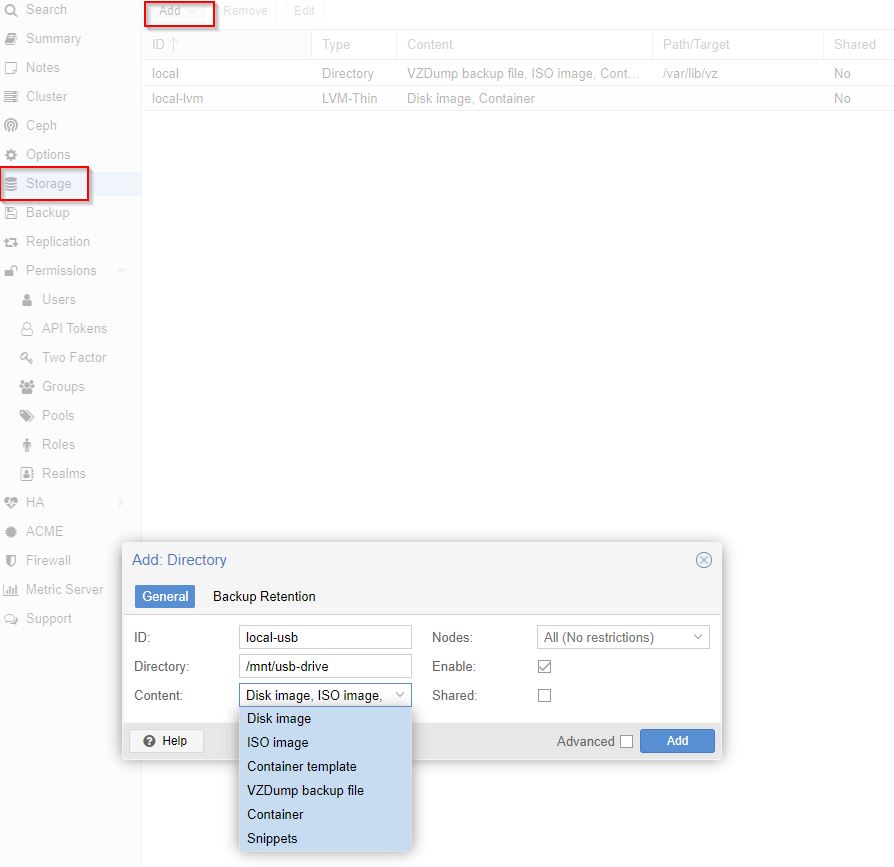 Search
Summary
Notes
Cluster
Ceph
Options
Storage
Backup
Replication
Permissions
Users
API Tokens
Two Factor
Groups
Pools
Roles
Realms
HA
ACME
Firewall
Metric Server
Support
Add Remove Edit
ID ↑ Type Content Path/Target Shared
local Directory VZDump backup file, ISO image, Cont... /var/lib/vz No
local-lvm LVM-Thin Disk image, Container No
Add: Directory
General Backup Retention
ID: local-usb Nodes: All (No restrictions)
Directory: /mnt/usb-drive Enable:
Content: Disk image, ISO image, Shared:
Disk image
ISO image
Container template
VZDump backup file
Container
Snippets
Help Advanced Add